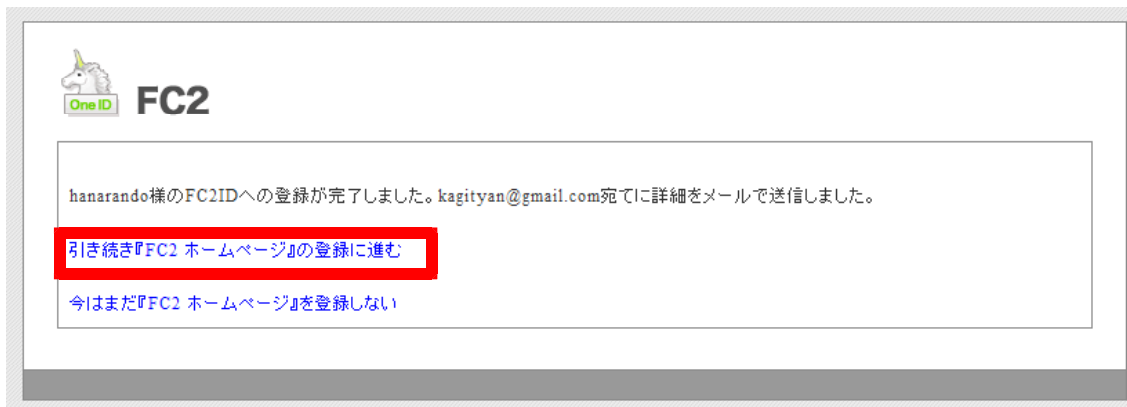 One ID
FC2
hanarando様のFC2IDへの登録が完了しました。kagityan@gmail.com宛てに詳細をメールで送信しました。
引き続き『FC2 ホームページ』の登録に進む
今はまだ『FC2 ホームページ』を登録しない